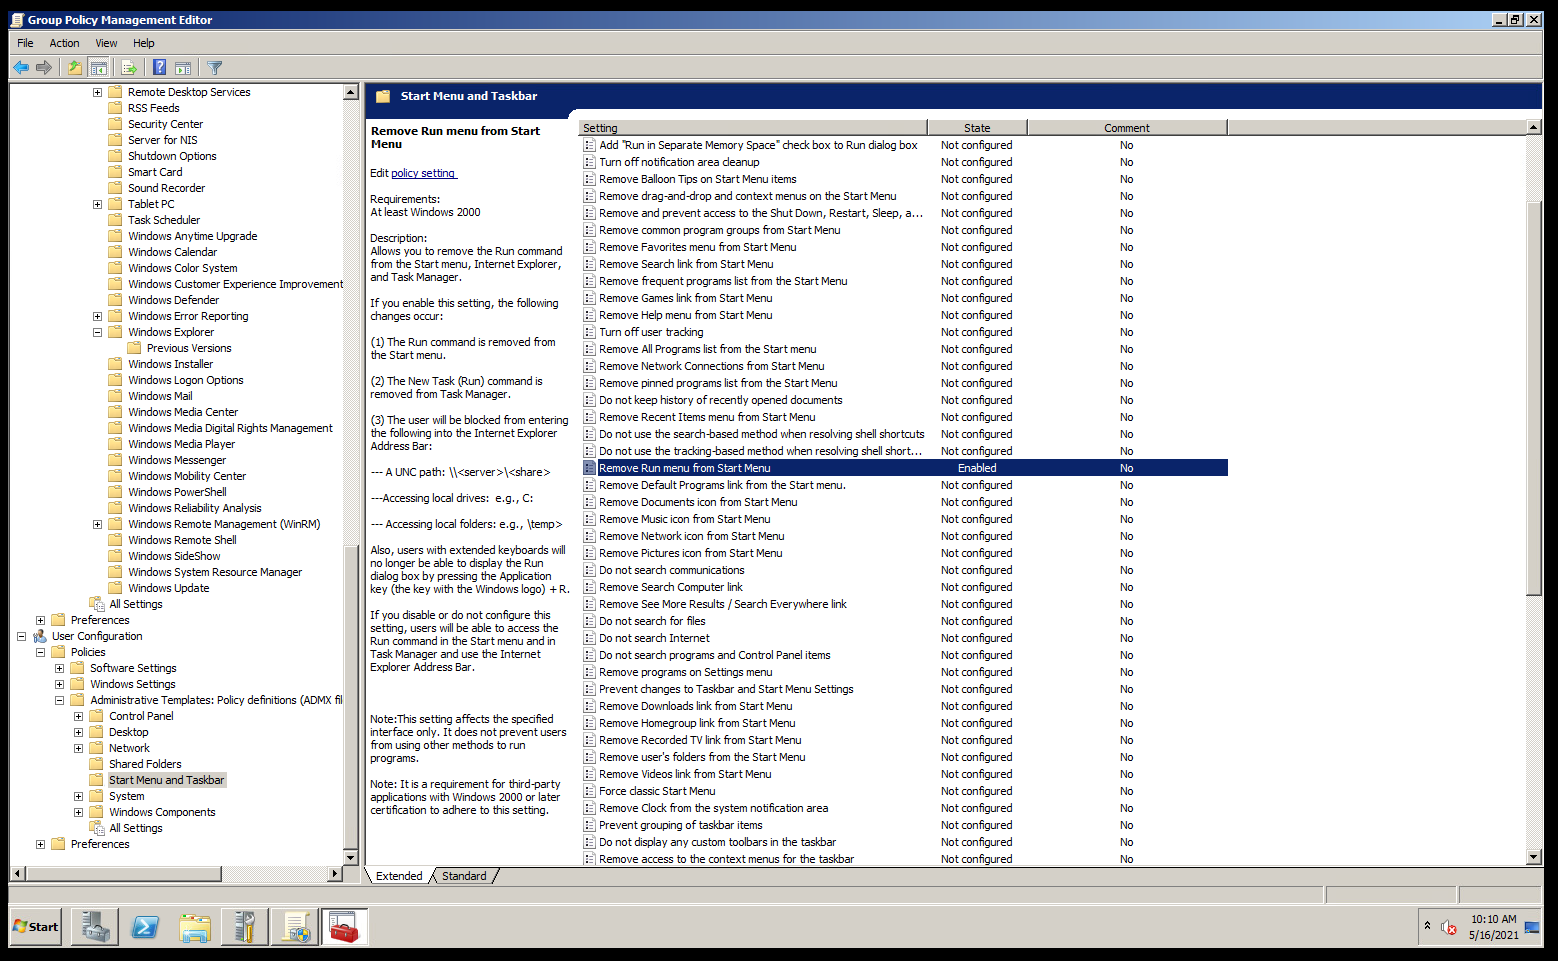 Group Policy Management Editor
File Action View Help
Remote Desktop Services
RSS Feeds
Security Center
Server for NIS
Shutdown Options
Smart Card
Sound Recorder
Tablet PC
Task Scheduler
Windows Anytime Upgrade
Windows Calendar
Windows Color System
Windows Customer Experience Improvement
Windows Defender
Windows Error Reporting
Windows Explorer
Previous Versions
Windows Installer
Windows Logon Options
Windows Mail
Windows Media Center
Windows Media Digital Rights Management
Windows Media Player
Windows Messenger
Windows Mobility Center
Windows PowerShell
Windows Reliability Analysis
Windows Remote Management (WinRM)
Windows Remote Shell
Windows SideShow
Windows System Resource Manager
Windows Update
All Settings
Preferences
User Configuration
Policies
Software Settings
Windows Settings
Administrative Templates: Policy definitions (ADMX fil
Control Panel
Desktop
Network
Shared Folders
Start Menu and Taskbar
System
Windows Components
All Settings
Preferences
Start Menu and Taskbar
Remove Run menu from Start
Menu
Edit policy setting
Requirements:
At least Windows 2000
Description:
Allows you to remove the Run command
from the Start menu, Internet Explorer,
and Task Manager.
If you enable this setting, the following
changes occur:
(1) The Run command is removed from
the Start menu.
(2) The New Task (Run) command is
removed from Task Manager.
(3) The user will be blocked from entering
the following into the Internet Explorer
Address Bar:
--- A UNC path: \\<server>\<share>
---Accessing local drives:  e.g., C:
--- Accessing local folders: e.g., \temp>
Also, users with extended keyboards will
no longer be able to display the Run
dialog box by pressing the Application
key (the key with the Windows logo) + R.
If you disable or do not configure this
setting, users will be able to access the
Run command in the Start menu and in
Task Manager and use the Internet
Explorer Address Bar.
Note:This setting affects the specified
interface only. It does not prevent users
from using other methods to run
programs.
Note: It is a requirement for third-party
applications with Windows 2000 or later
certification to adhere to this setting.
Setting State Comment
Add "Run in Separate Memory Space" check box to Run dialog box Not configured No
Turn off notification area cleanup Not configured No
Remove Balloon Tips on Start Menu items Not configured No
Remove drag-and-drop and context menus on the Start Menu Not configured No
Remove and prevent access to the Shut Down, Restart, Sleep, a... Not configured No
Remove common program groups from Start Menu Not configured No
Remove Favorites menu from Start Menu Not configured No
Remove Search link from Start Menu Not configured No
Remove frequent programs list from the Start Menu Not configured No
Remove Games link from Start Menu Not configured No
Remove Help menu from Start Menu Not configured No
Turn off user tracking Not configured No
Remove All Programs list from the Start menu Not configured No
Remove Network Connections from Start Menu Not configured No
Remove pinned programs list from the Start Menu Not configured No
Do not keep history of recently opened documents Not configured No
Remove Recent Items menu from Start Menu Not configured No
Do not use the search-based method when resolving shell shortcuts Not configured No
Do not use the tracking-based method when resolving shell short... Not configured No
Remove Run menu from Start Menu Enabled No
Remove Default Programs link from the Start menu. Not configured No
Remove Documents icon from Start Menu Not configured No
Remove Music icon from Start Menu Not configured No
Remove Network icon from Start Menu Not configured No
Remove Pictures icon from Start Menu Not configured No
Do not search communications Not configured No
Remove Search Computer link Not configured No
Remove See More Results / Search Everywhere link Not configured No
Do not search for files Not configured No
Do not search Internet Not configured No
Do not search programs and Control Panel items Not configured No
Remove programs on Settings menu Not configured No
Prevent changes to Taskbar and Start Menu Settings Not configured No
Remove Downloads link from Start Menu Not configured No
Remove Homegroup link from Start Menu Not configured No
Remove Recorded TV link from Start Menu Not configured No
Remove user's folders from the Start Menu Not configured No
Remove Videos link from Start Menu Not configured No
Force classic Start Menu Not configured No
Remove Clock from the system notification area Not configured No
Prevent grouping of taskbar items Not configured No
Do not display any custom toolbars in the taskbar Not configured No
Remove access to the context menus for the taskbar Not configured No
Extended Standard
Start
10:10 AM
5/16/2021